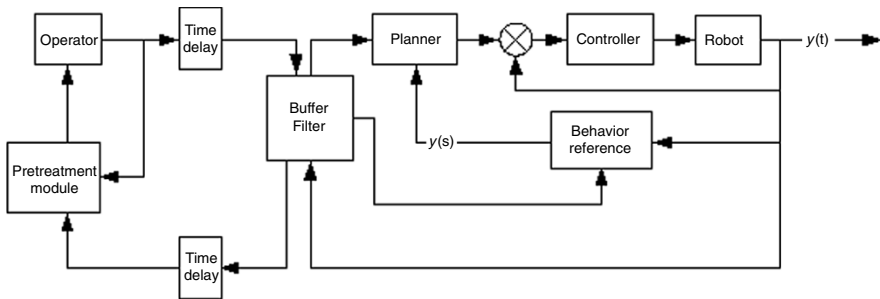 Operator
Time
delay
Planner
Controller
Robot
y(t)
Buffer
Filter
y(s)
Behavior
reference
Pretreatment
module
Time
delay